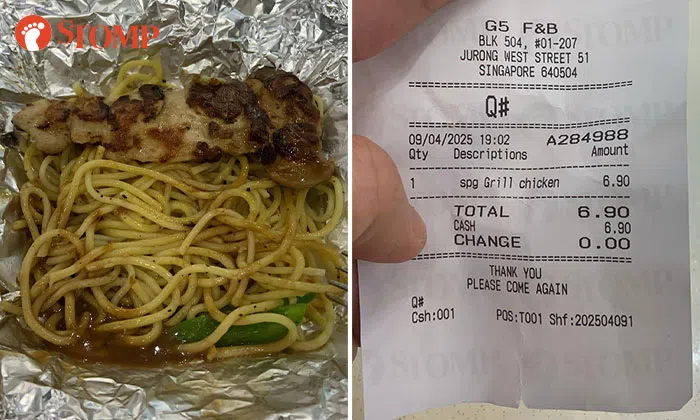 STOMP
G5 F&B
BLK 504, #01-207
JURONG WEST STREET 51
SINGAPORE 640504
Q#
09/04/2025 19:02 A284988
Qty Descriptions Amount
1 spg Grill chicken 6.90
TOTAL 6.90
CASH 6.90
CHANGE 0.00
THANK YOU
PLEASE COME AGAIN
Q#
Csh:001 POS:T001 Shf:202504091